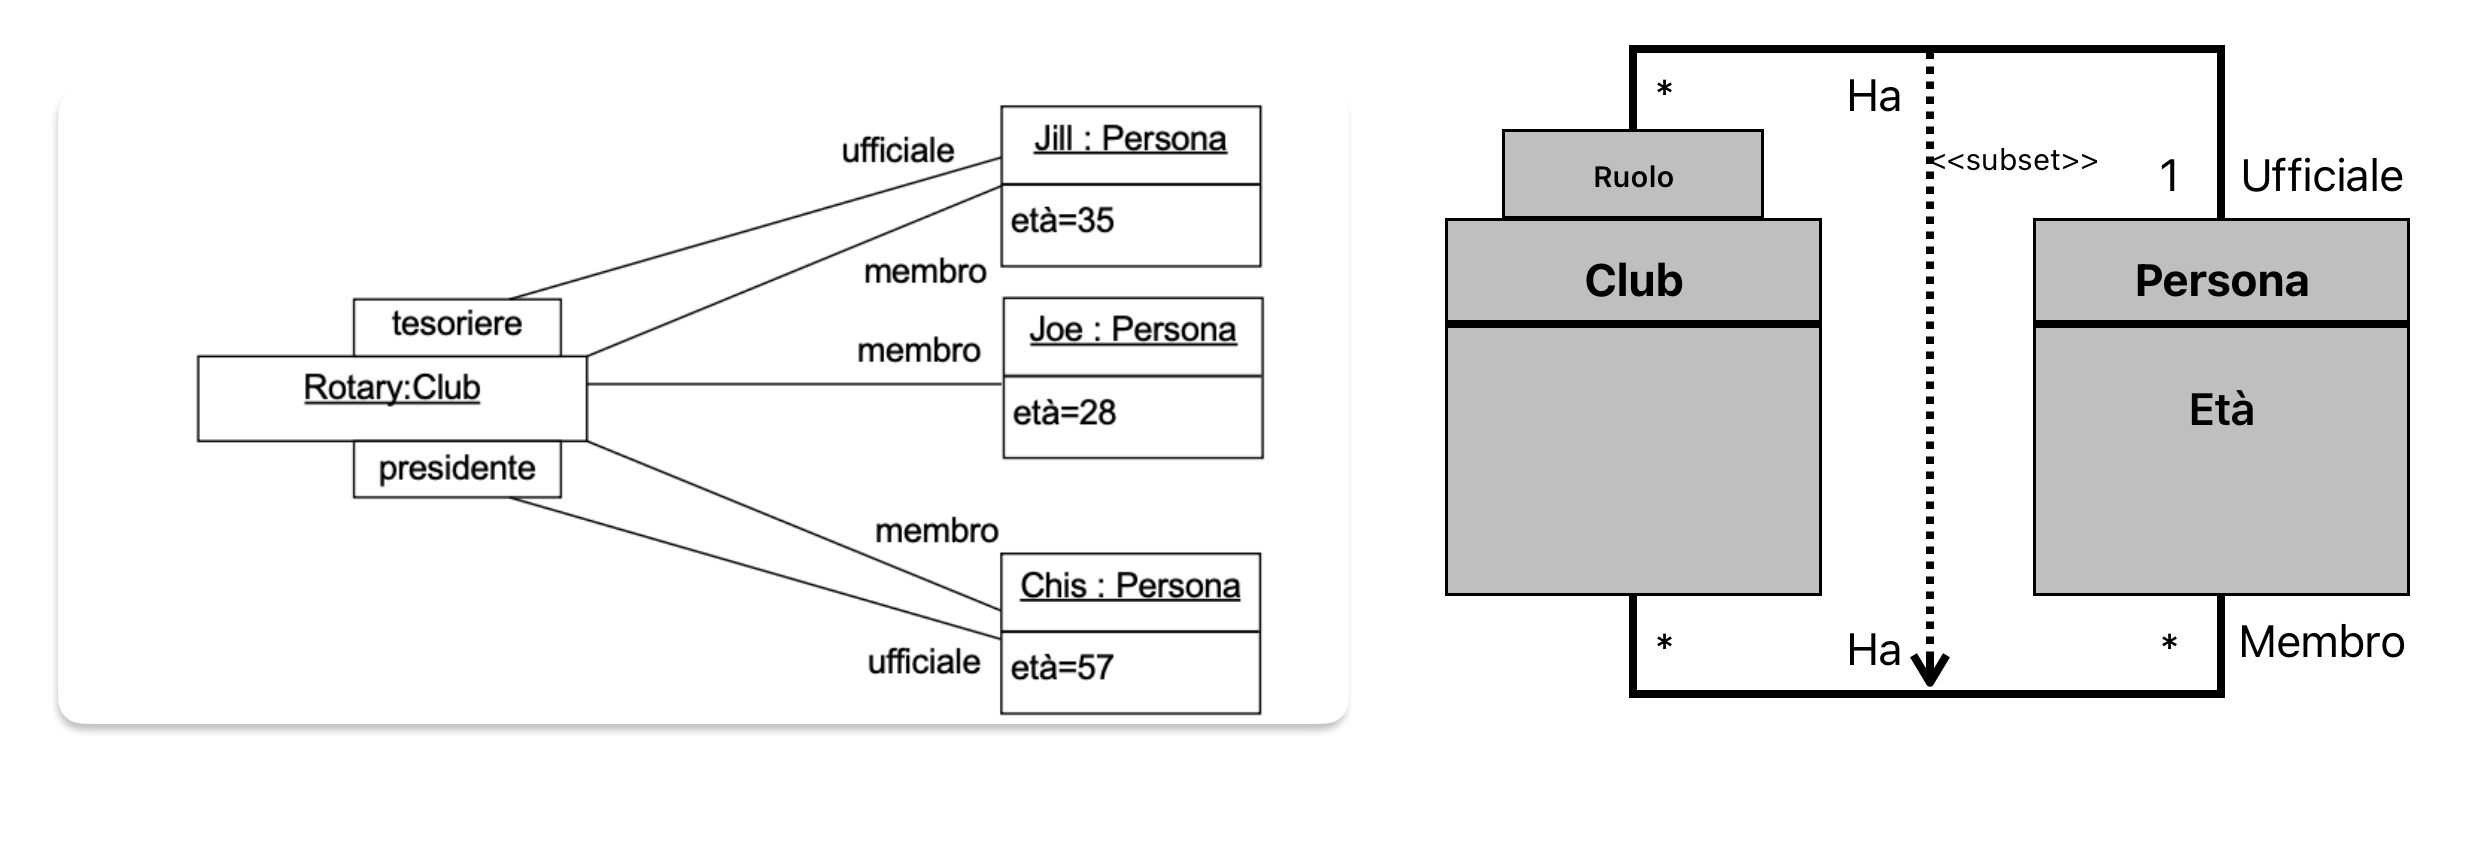 ufficiale
Jill : Persona
età=35
membro
tesoriere
Rotary:Club
presidente
membro
Joe : Persona
età=28
membro
Chis : Persona
ufficiale
età=57
*
Ha
<<subset>>
1
Ufficiale
Ruolo
Club
Persona
Età
*
Ha
*
Membro